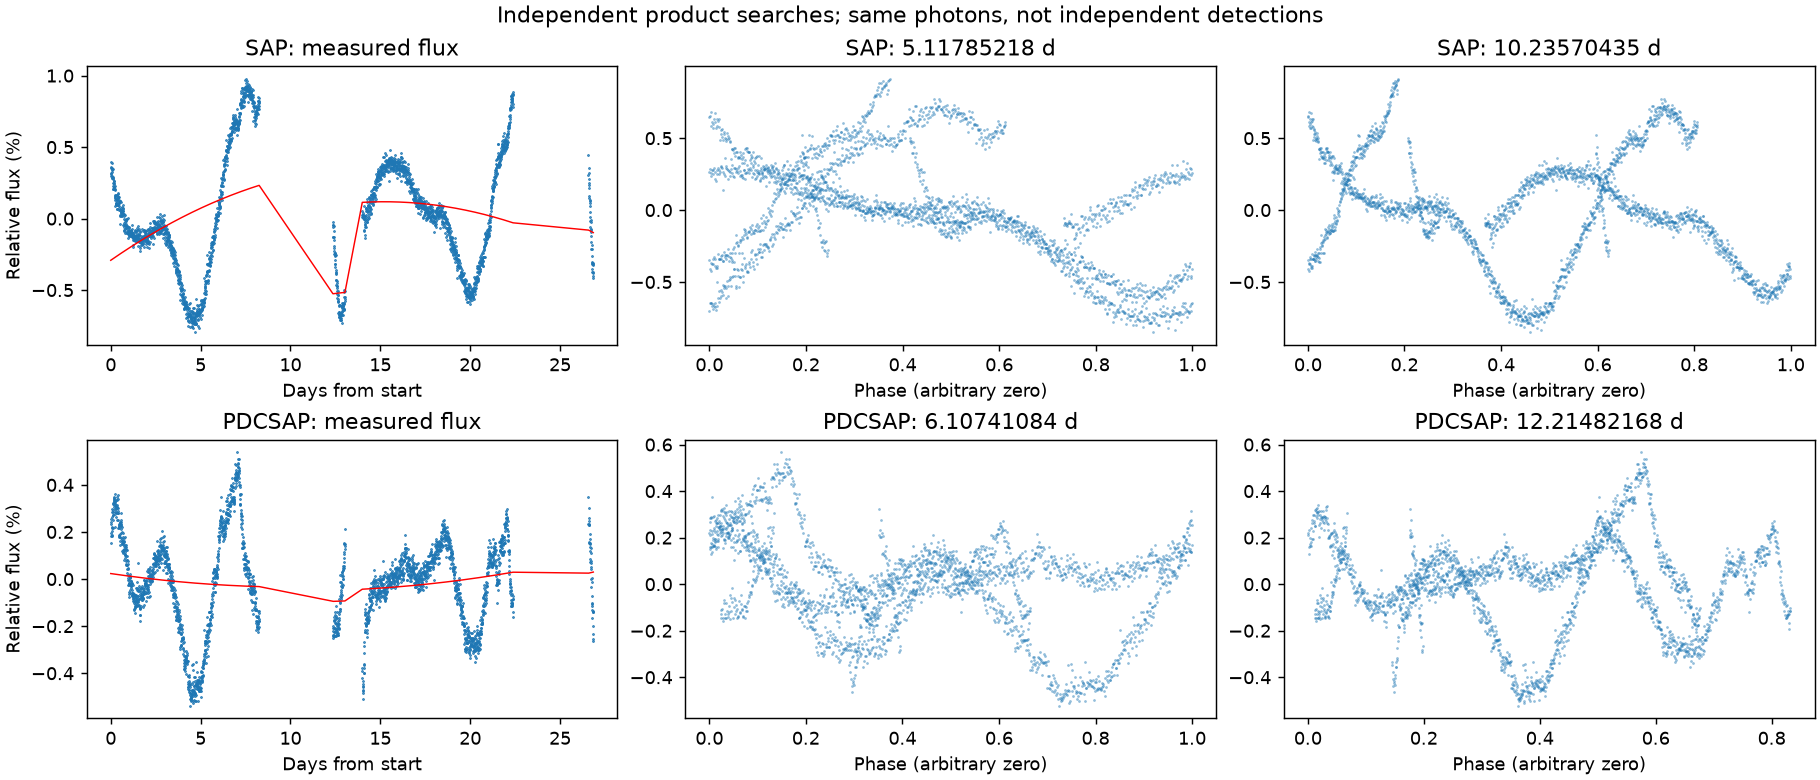 Independent product searches; same photons, not independent detections
SAP: measured flux
SAP: 5.11785218 d
SAP: 10.23570435 d
Relative flux (%)
1.0
0.5
0.0
−0.5
0 5 10 15 20 25
Days from start
0.5
0.0
−0.5
0.0 0.2 0.4 0.6 0.8 1.0
Phase (arbitrary zero)
0.5
0.0
−0.5
0.0 0.2 0.4 0.6 0.8 1.0
Phase (arbitrary zero)
PDCSAP: measured flux
PDCSAP: 6.10741084 d
PDCSAP: 12.21482168 d
Relative flux (%)
0.4
0.2
0.0
−0.2
−0.4
0 5 10 15 20 25
Days from start
0.6
0.4
0.2
0.0
−0.2
−0.4
0.0 0.2 0.4 0.6 0.8 1.0
Phase (arbitrary zero)
0.6
0.4
0.2
0.0
−0.2
−0.4
0.0 0.2 0.4 0.6 0.8
Phase (arbitrary zero)